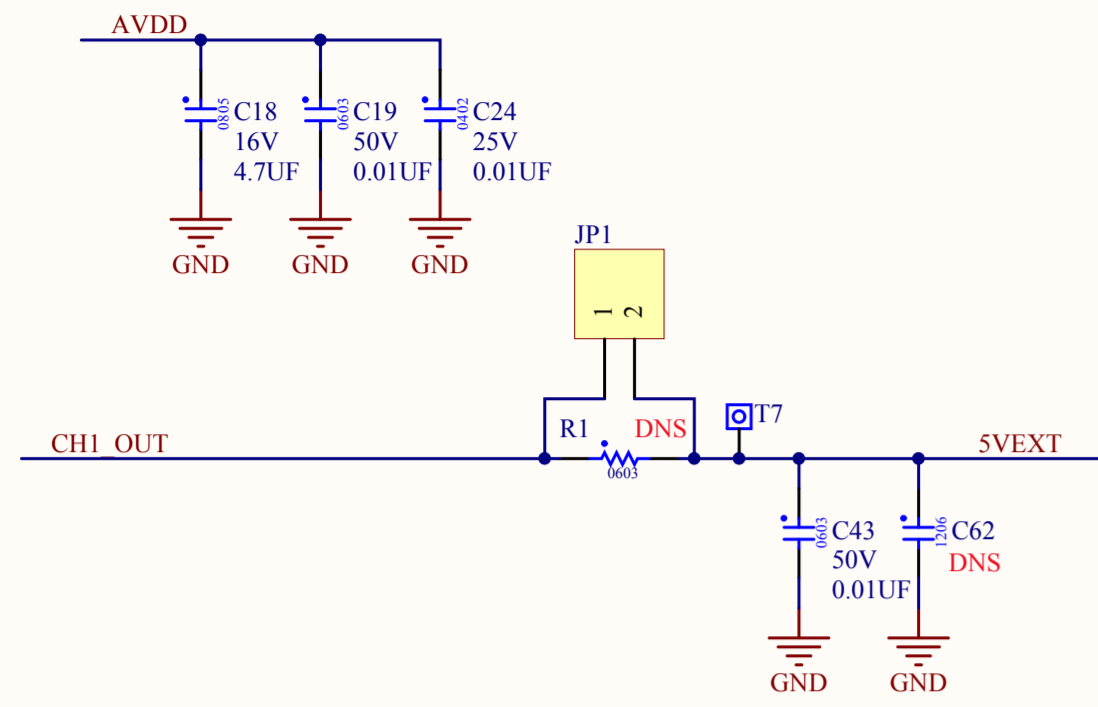 AVDD
0805
C18
16V
4.7UF
0603
C19
50V
0.01UF
0402
C24
25V
0.01UF
GND
GND
GND
JP1
1
2
CH1_OUT
R1
DNS
0603
T7
5VEXT
0603
C43
50V
0.01UF
1206
C62
DNS
GND
GND